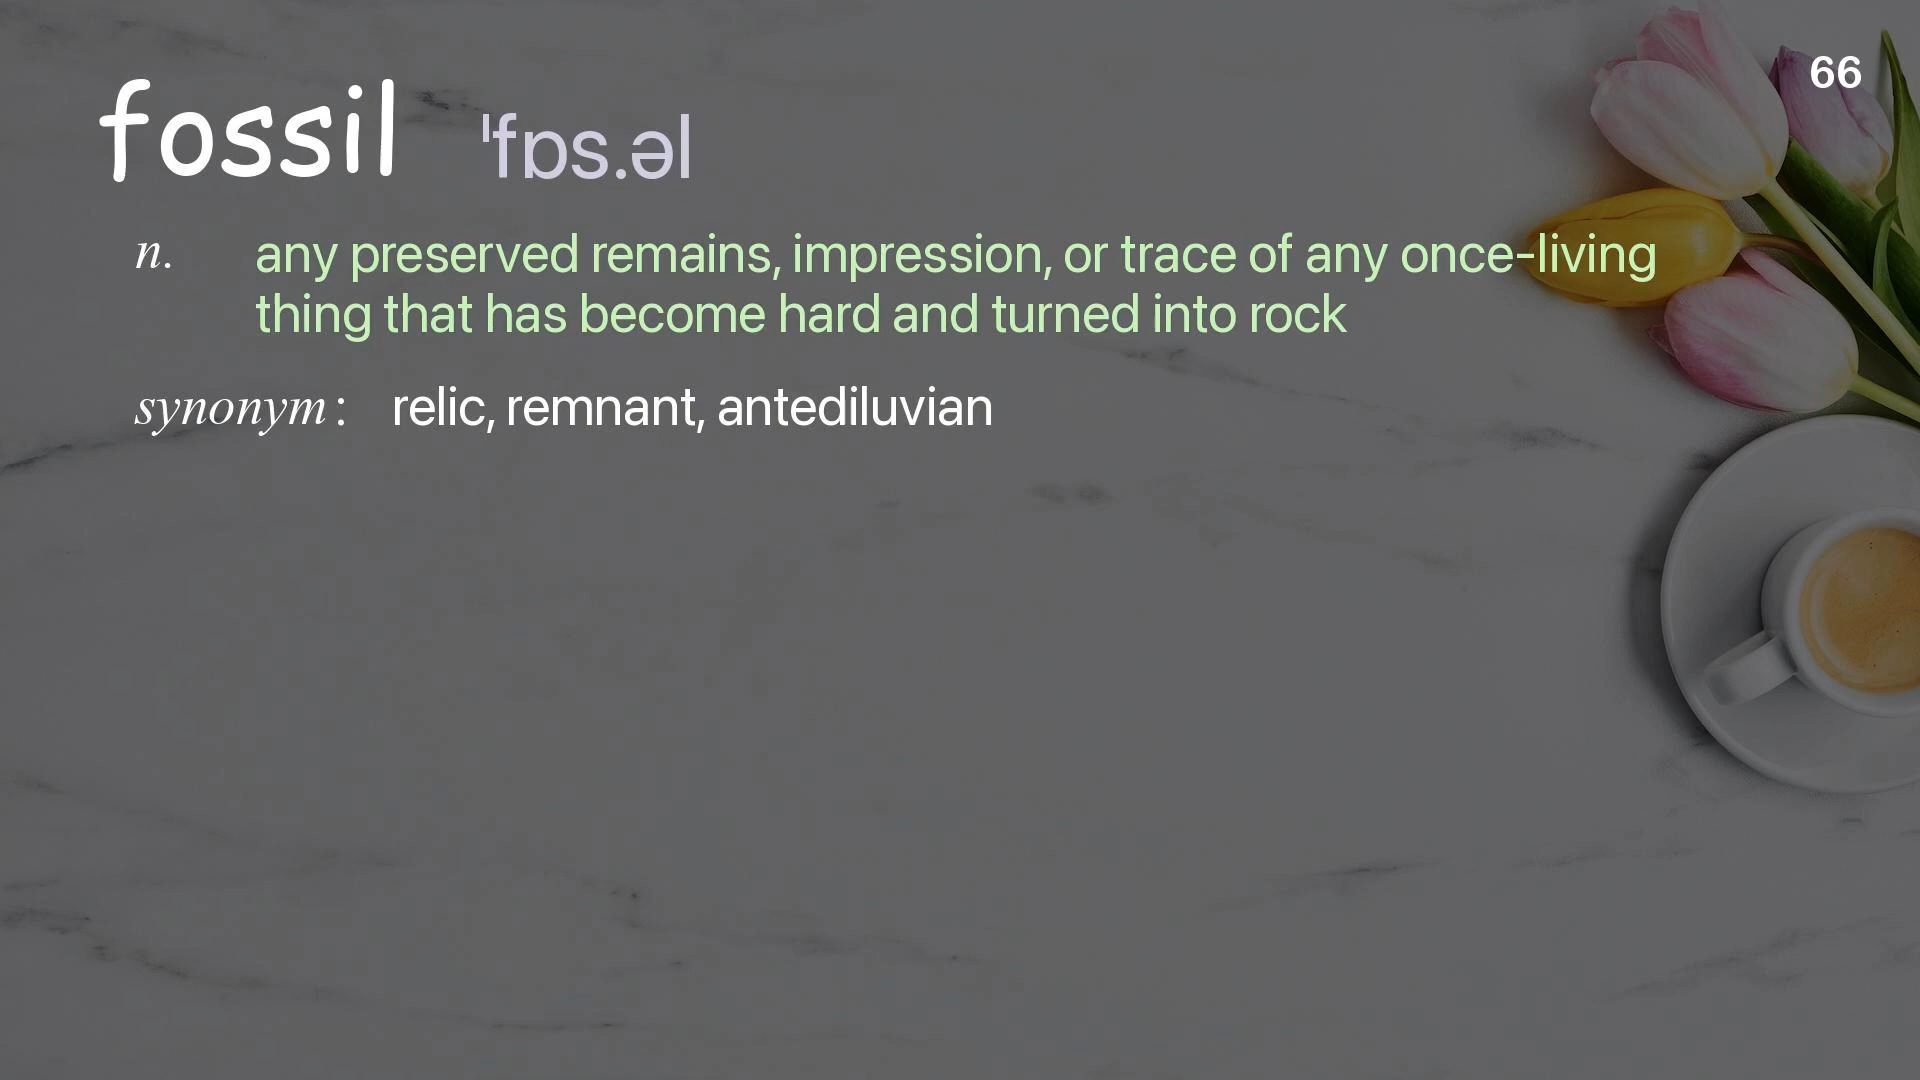 66
fossil ˈfɒs.əl
n. any preserved remains, impression, or trace of any once-living
thing that has become hard and turned into rock
synonym: relic, remnant, antediluvian